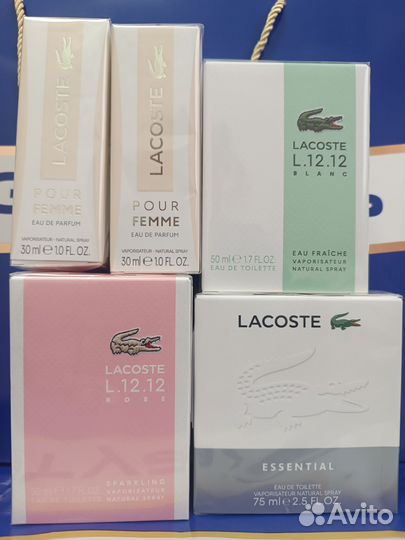 LACOSTE
POUR
FEMME
EAU DE PARFUM
VAPORISATEUR - NATURAL SPRAY
30 ml e 1.0 FL. OZ.
LACOSTE
POUR
FEMME
EAU DE PARFUM
VAPORISATEUR - NATURAL SPRAY
30 ml e 1.0 FL. OZ.
LACOSTE
L.12.12
BLANC
EAU FRAÎCHE
50 ml e 1.7 FL. OZ. VAPORISATEUR
EAU DE TOILETTE NATURAL SPRAY
LACOSTE
L.12.12
ROSE
SPARKLING
VAPORISATEUR
NATURAL SPRAY
LACOSTE
ESSENTIAL
EAU DE TOILETTE
VAPORISATEUR NATURAL SPRAY
75 ml e 2.5 FL. OZ.
Avito